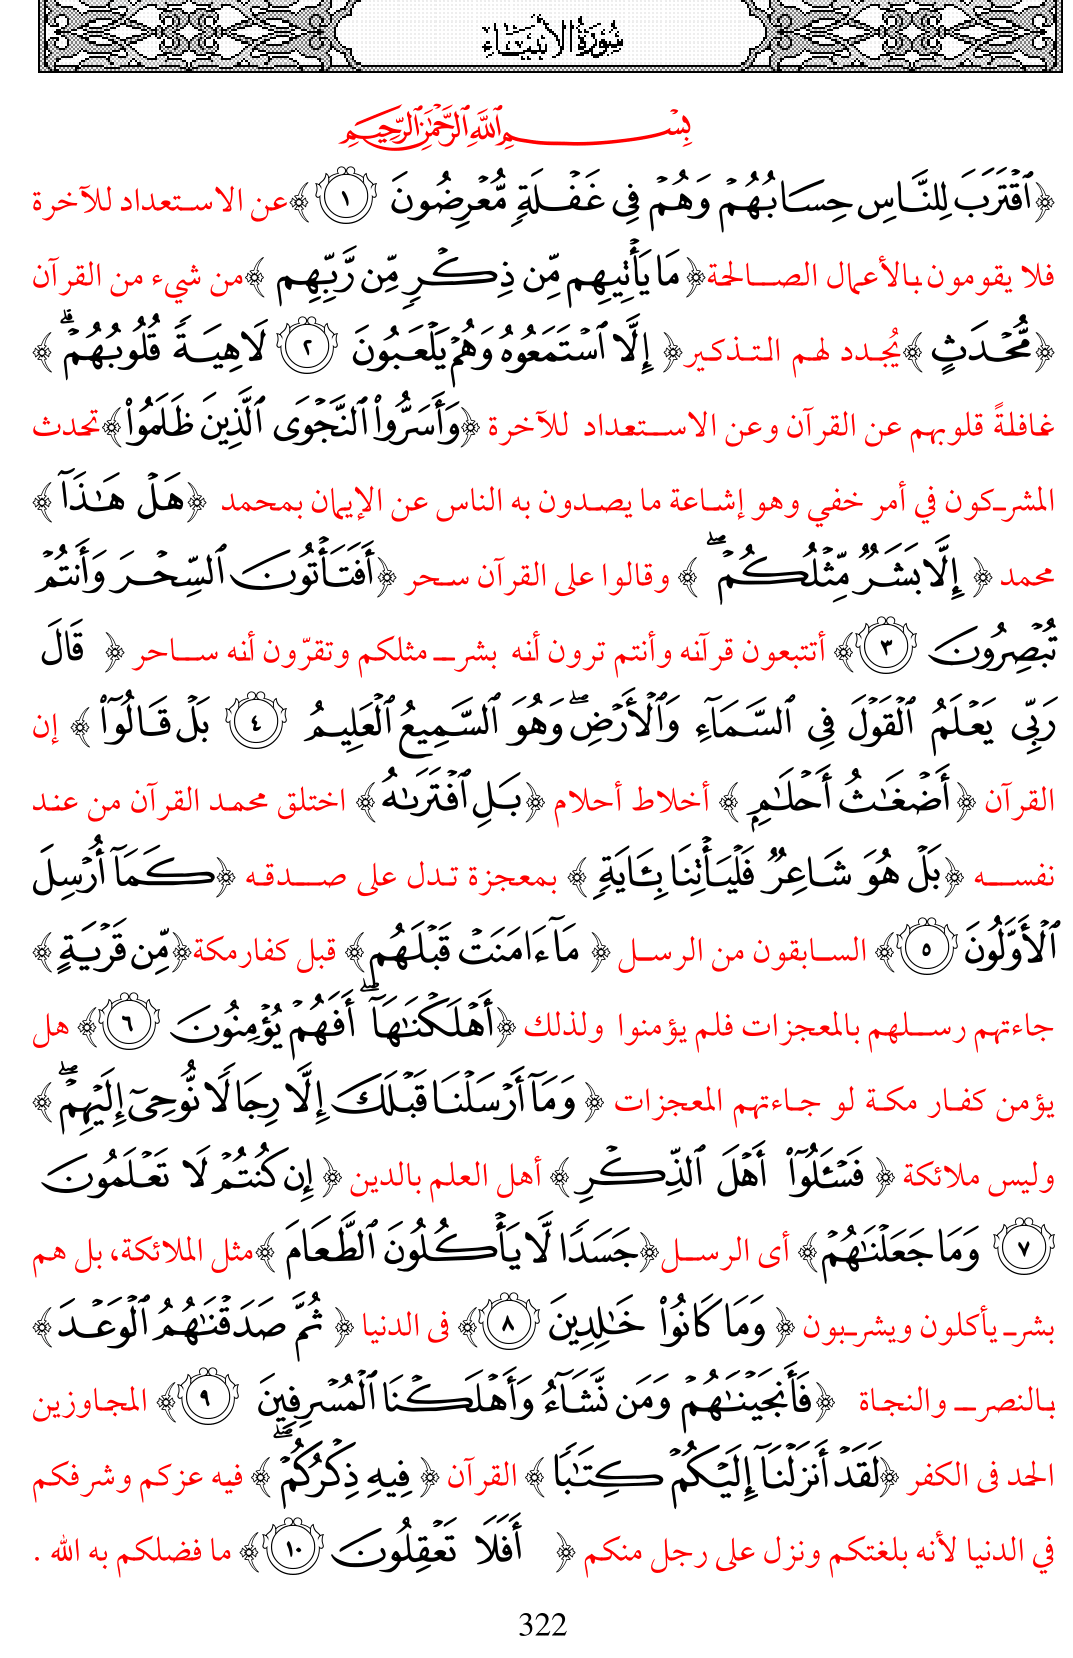 سُورَةُ الأَنبِيَاءِ
بِسْمِ ٱللَّهِ ٱلرَّحْمَٰنِ ٱلرَّحِيمِ
﴿ٱقْتَرَبَ لِلنَّاسِ حِسَابُهُمْ وَهُمْ فِى غَفْلَةٍ مُّعْرِضُونَ ١﴾عن الاستعداد للآخرة
فلا يقومون بالأعمال الصالحة﴿مَا يَأْتِيهِم مِّن ذِكْرٍ مِّن رَّبِّهِم﴾من شيء من القرآن
﴿مُّحْدَثٍ﴾يُجدد لهم التذكير﴿إِلَّا ٱسْتَمَعُوهُ وَهُمْ يَلْعَبُونَ ٢ لَاهِيَةً قُلُوبُهُمْ ۗ﴾
غافلةً قلوبهم عن القرآن وعن الاستعداد للآخرة ﴿وَأَسَرُّوا۟ ٱلنَّجْوَى ٱلَّذِينَ ظَلَمُوا۟﴾تحدث
المشركون في أمر خفي وهو إشاعة ما يصدون به الناس عن الإيمان بمحمد ﴿هَلْ هَٰذَآ﴾
محمد ﴿إِلَّا بَشَرٌ مِّثْلُكُمْ ۖ﴾ وقالوا على القرآن سحر ﴿أَفَتَأْتُونَ ٱلسِّحْرَ وَأَنتُمْ
تُبْصِرُونَ ٣﴾ أتتبعون قرآنه وأنتم ترون أنه بشر مثلكم وتقرّون أنه ساحر ﴿ قَالَ
رَبِّى يَعْلَمُ ٱلْقَوْلَ فِى ٱلسَّمَآءِ وَٱلْأَرْضِ ۖ وَهُوَ ٱلسَّمِيعُ ٱلْعَلِيمُ ٤ بَلْ قَالُوٓا۟﴾ إن
القرآن ﴿أَضْغَٰثُ أَحْلَٰمٍ﴾ أخلاط أحلام ﴿بَلِ ٱفْتَرَىٰهُ﴾ اختلق محمد القرآن من عند
نفسه ﴿بَلْ هُوَ شَاعِرٌ فَلْيَأْتِنَا بِـَٔايَةٍ﴾ بمعجزة تدل على صدقه ﴿كَمَآ أُرْسِلَ
ٱلْأَوَّلُونَ ٥﴾ السابقون من الرسل ﴿ مَآ ءَامَنَتْ قَبْلَهُم﴾ قبل كفارمكة﴿مِّن قَرْيَةٍ﴾
جاءتهم رسلهم بالمعجزات فلم يؤمنوا ولذلك ﴿أَهْلَكْنَٰهَآ ۖ أَفَهُمْ يُؤْمِنُونَ ٦﴾ هل
يؤمن كفار مكة لو جاءتهم المعجزات ﴿وَمَآ أَرْسَلْنَا قَبْلَكَ إِلَّا رِجَالًا نُّوحِىٓ إِلَيْهِمْ ۖ﴾
وليس ملائكة ﴿فَسْـَٔلُوٓا۟ أَهْلَ ٱلذِّكْرِ﴾ أهل العلم بالدين ﴿إِن كُنتُمْ لَا تَعْلَمُونَ
٧ وَمَا جَعَلْنَٰهُمْ﴾ أى الرسل﴿جَسَدًا لَّا يَأْكُلُونَ ٱلطَّعَامَ﴾مثل الملائكة، بل هم
بشر يأكلون ويشربون ﴿وَمَا كَانُوا۟ خَٰلِدِينَ ٨﴾ فى الدنيا ﴿ثُمَّ صَدَقْنَٰهُمُ ٱلْوَعْدَ﴾
بالنصر والنجاة ﴿فَأَنجَيْنَٰهُمْ وَمَن نَّشَآءُ وَأَهْلَكْنَا ٱلْمُسْرِفِينَ ٩﴾ المجاوزين
الحد فى الكفر ﴿لَقَدْ أَنزَلْنَآ إِلَيْكُمْ كِتَٰبًا﴾ القرآن ﴿فِيهِ ذِكْرُكُمْ ۖ﴾ فيه عزكم وشرفكم
في الدنيا لأنه بلغتكم ونزل على رجل منكم ﴿ أَفَلَا تَعْقِلُونَ ١٠﴾ ما فضلكم به الله .
322